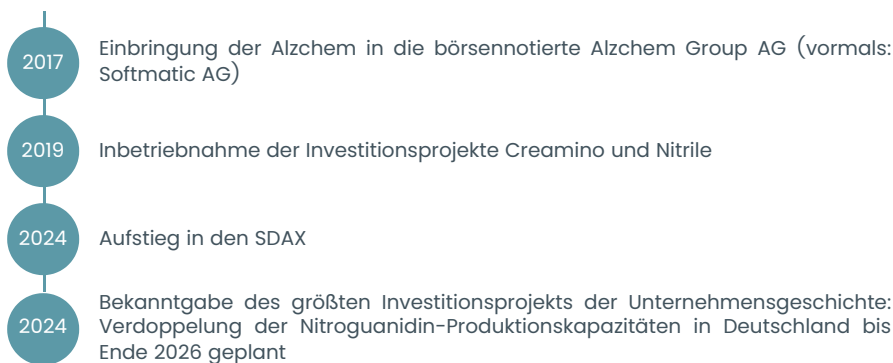 2017
Einbringung der Alzchem in die börsennotierte Alzchem Group AG (vormals:
Softmatic AG)
2019
Inbetriebnahme der Investitionsprojekte Creamino und Nitrile
2024
Aufstieg in den SDAX
2024
Bekanntgabe des größten Investitionsprojekts der Unternehmensgeschichte:
Verdoppelung der Nitroguanidin-Produktionskapazitäten in Deutschland bis
Ende 2026 geplant